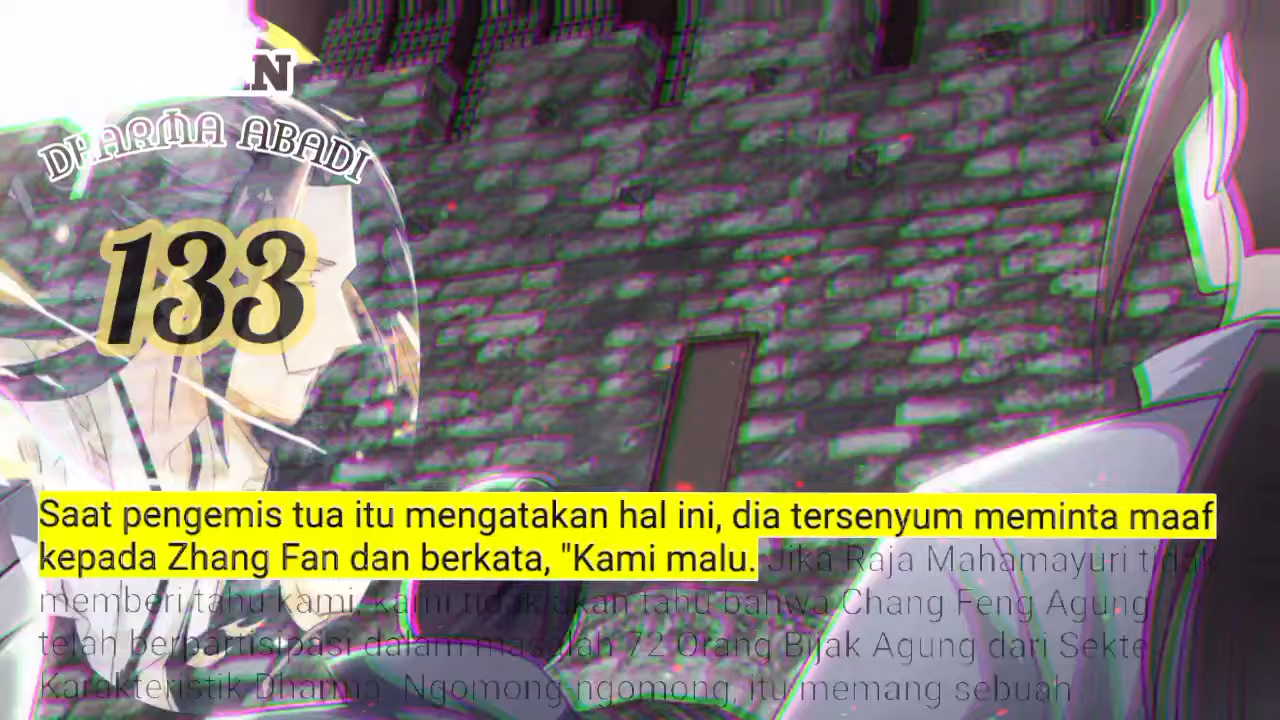 DHARMA ABADI
133
Saat pengemis tua itu mengatakan hal ini, dia tersenyum meminta maaf
kepada Zhang Fan dan berkata, "Kami malu. Jika Raja Mahamayuri tidak
memberi tahu kami, kami tidak akan tahu bahwa Chang Feng Agung
telah berpartisipasi dalam masalah 72 Orang Bijak Agung dari Sekte
Karakteristik Dharma. Ngomong-ngomong, itu memang sebuah